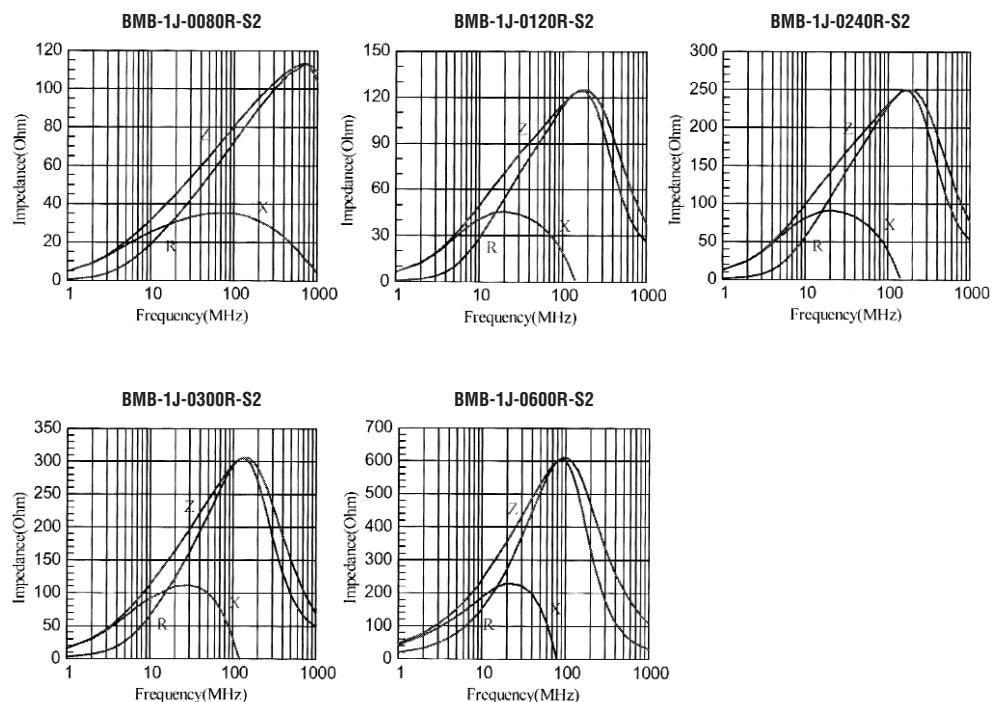 BMB-1J-0080R-S2
Impedance(Ohm)
120
100
80
60
40
20
0
Z
X
R
1 10 100 1000
Frequency(MHz)
BMB-1J-0120R-S2
Impedance(Ohm)
150
120
90
60
30
0
Z
X
R
1 10 100 1000
Frequency(MHz)
BMB-1J-0240R-S2
Impedance(Ohm)
300
250
200
150
100
50
0
Z
X
R
1 10 100 1000
Frequency(MHz)
BMB-1J-0300R-S2
Impedance(Ohm)
350
300
250
200
150
100
50
0
Z
X
R
1 10 100 1000
Frequency(MHz)
BMB-1J-0600R-S2
Impedance(Ohm)
700
600
500
400
300
200
100
0
Z
X
R
1 10 100 1000
Frequency(MHz)